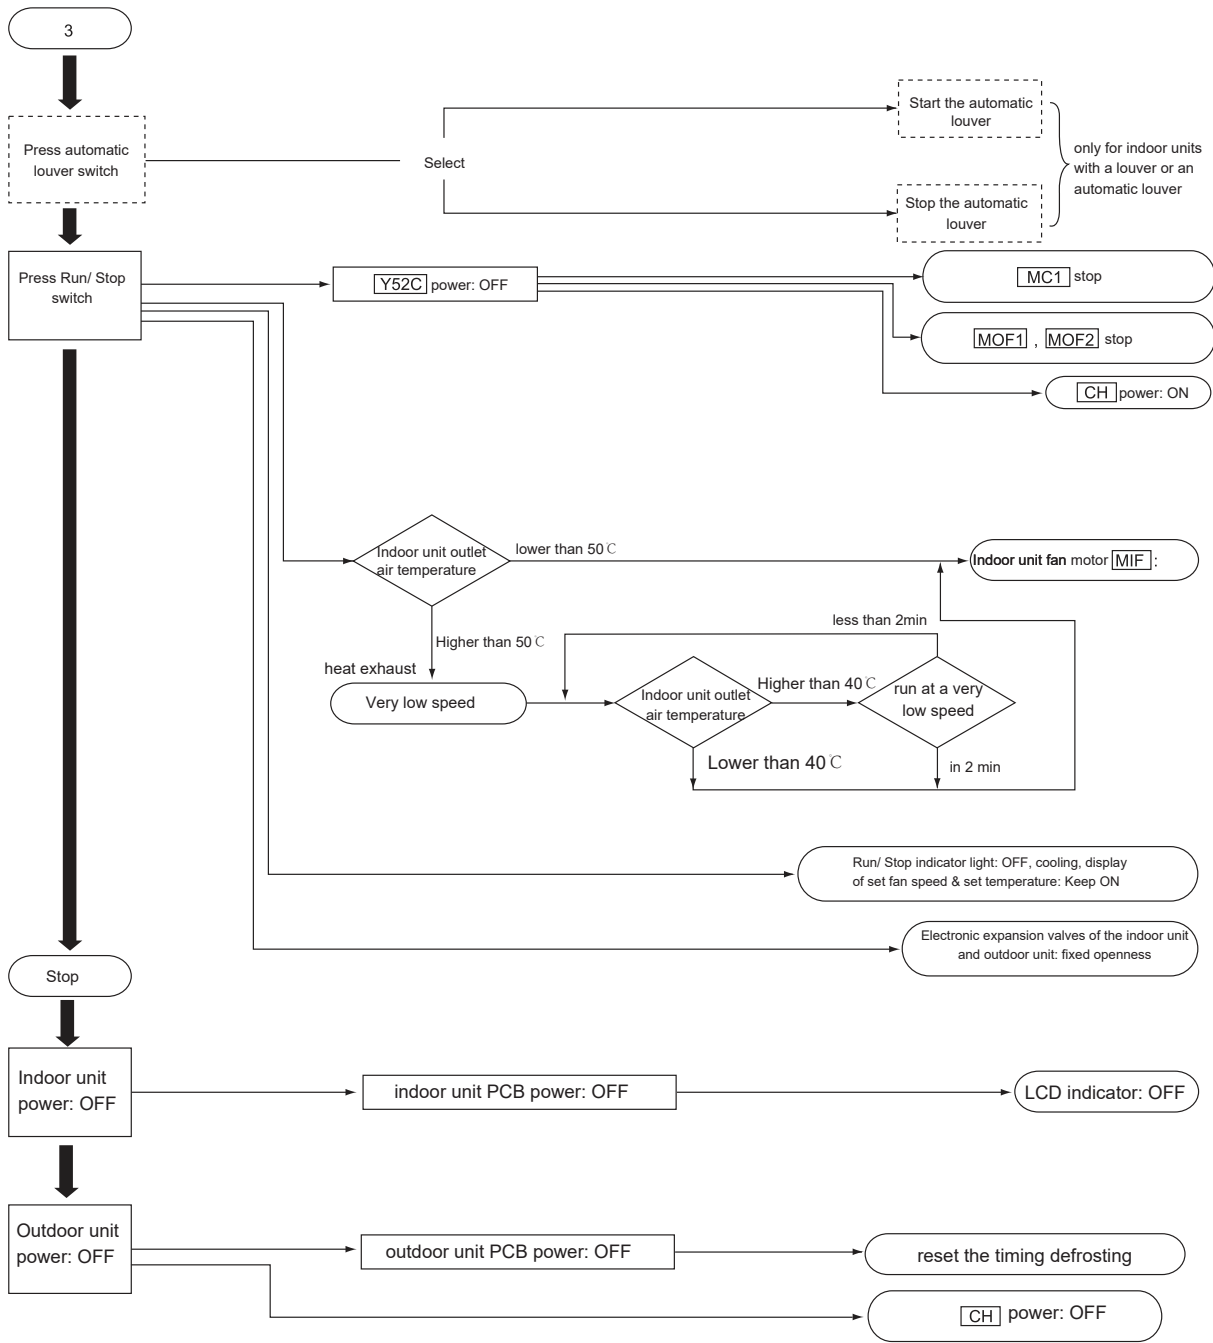 3
Press automatic
louver switch
Select
Start the automatic
louver
Stop the automatic
louver
only for indoor units
with a louver or an
automatic louver
Press Run/ Stop
switch
Y52C power: OFF
MC1 stop
MOF1 , MOF2 stop
CH power: ON
Indoor unit outlet
air temperature
lower than 50℃
Indoor unit fan motor MIF :
Higher than 50℃
heat exhaust
Very low speed
less than 2min
Indoor unit outlet
air temperature
Higher than 40℃
run at a very
low speed
Lower than 40℃
in 2 min
Run/ Stop indicator light: OFF, cooling, display
of set fan speed & set temperature: Keep ON
Electronic expansion valves of the indoor unit
and outdoor unit: fixed openness
Stop
Indoor unit
power: OFF
indoor unit PCB power: OFF
LCD indicator: OFF
Outdoor unit
power: OFF
outdoor unit PCB power: OFF
reset the timing defrosting
CH power: OFF